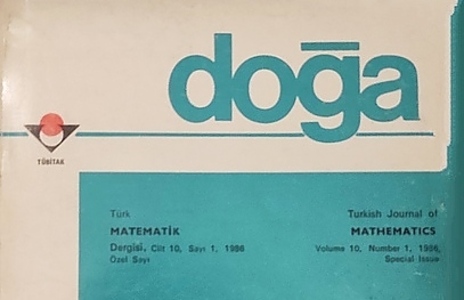 doğa
TÜBİTAK
Türk
MATEMATİK
Dergisi, Cilt 10, Sayı 1, 1986
Özel Sayı
Turkish Journal of
MATHEMATICS
Volume 10, Number 1, 1986,
Special Issue